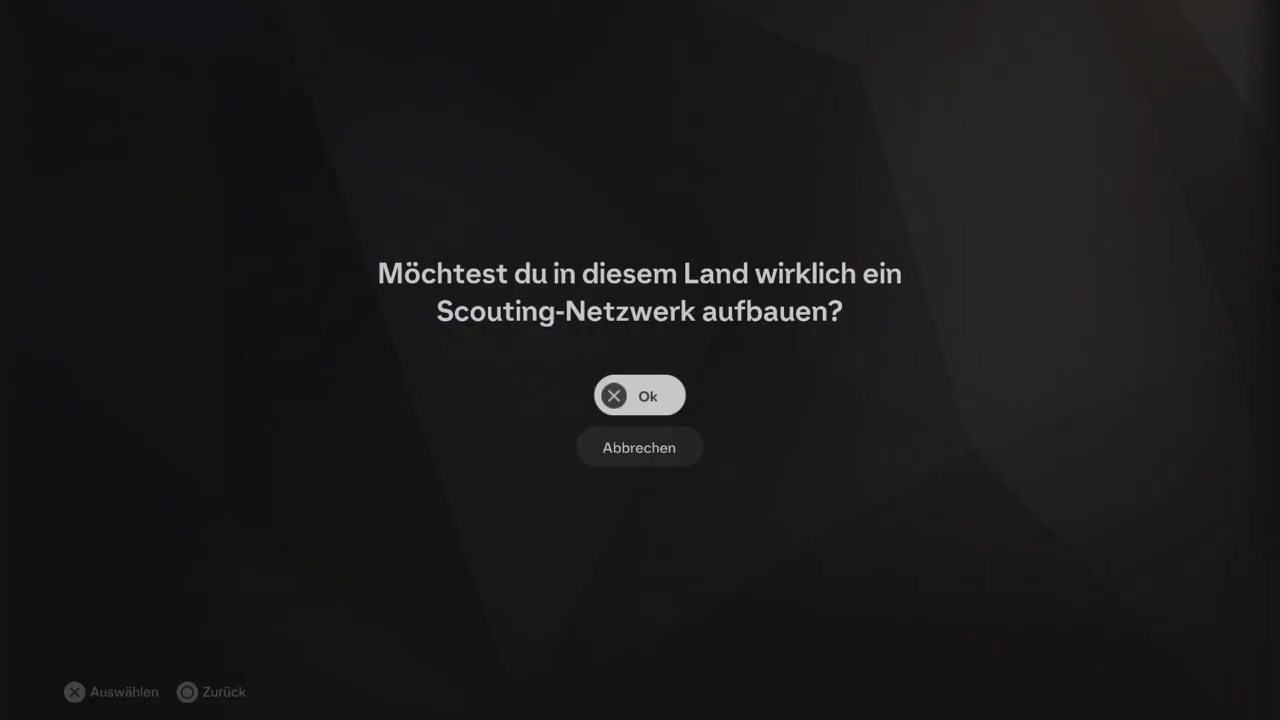 Möchtest du in diesem Land wirklich ein
Scouting-Netzwerk aufbauen?
Ok
Abbrechen
Auswählen Zurück